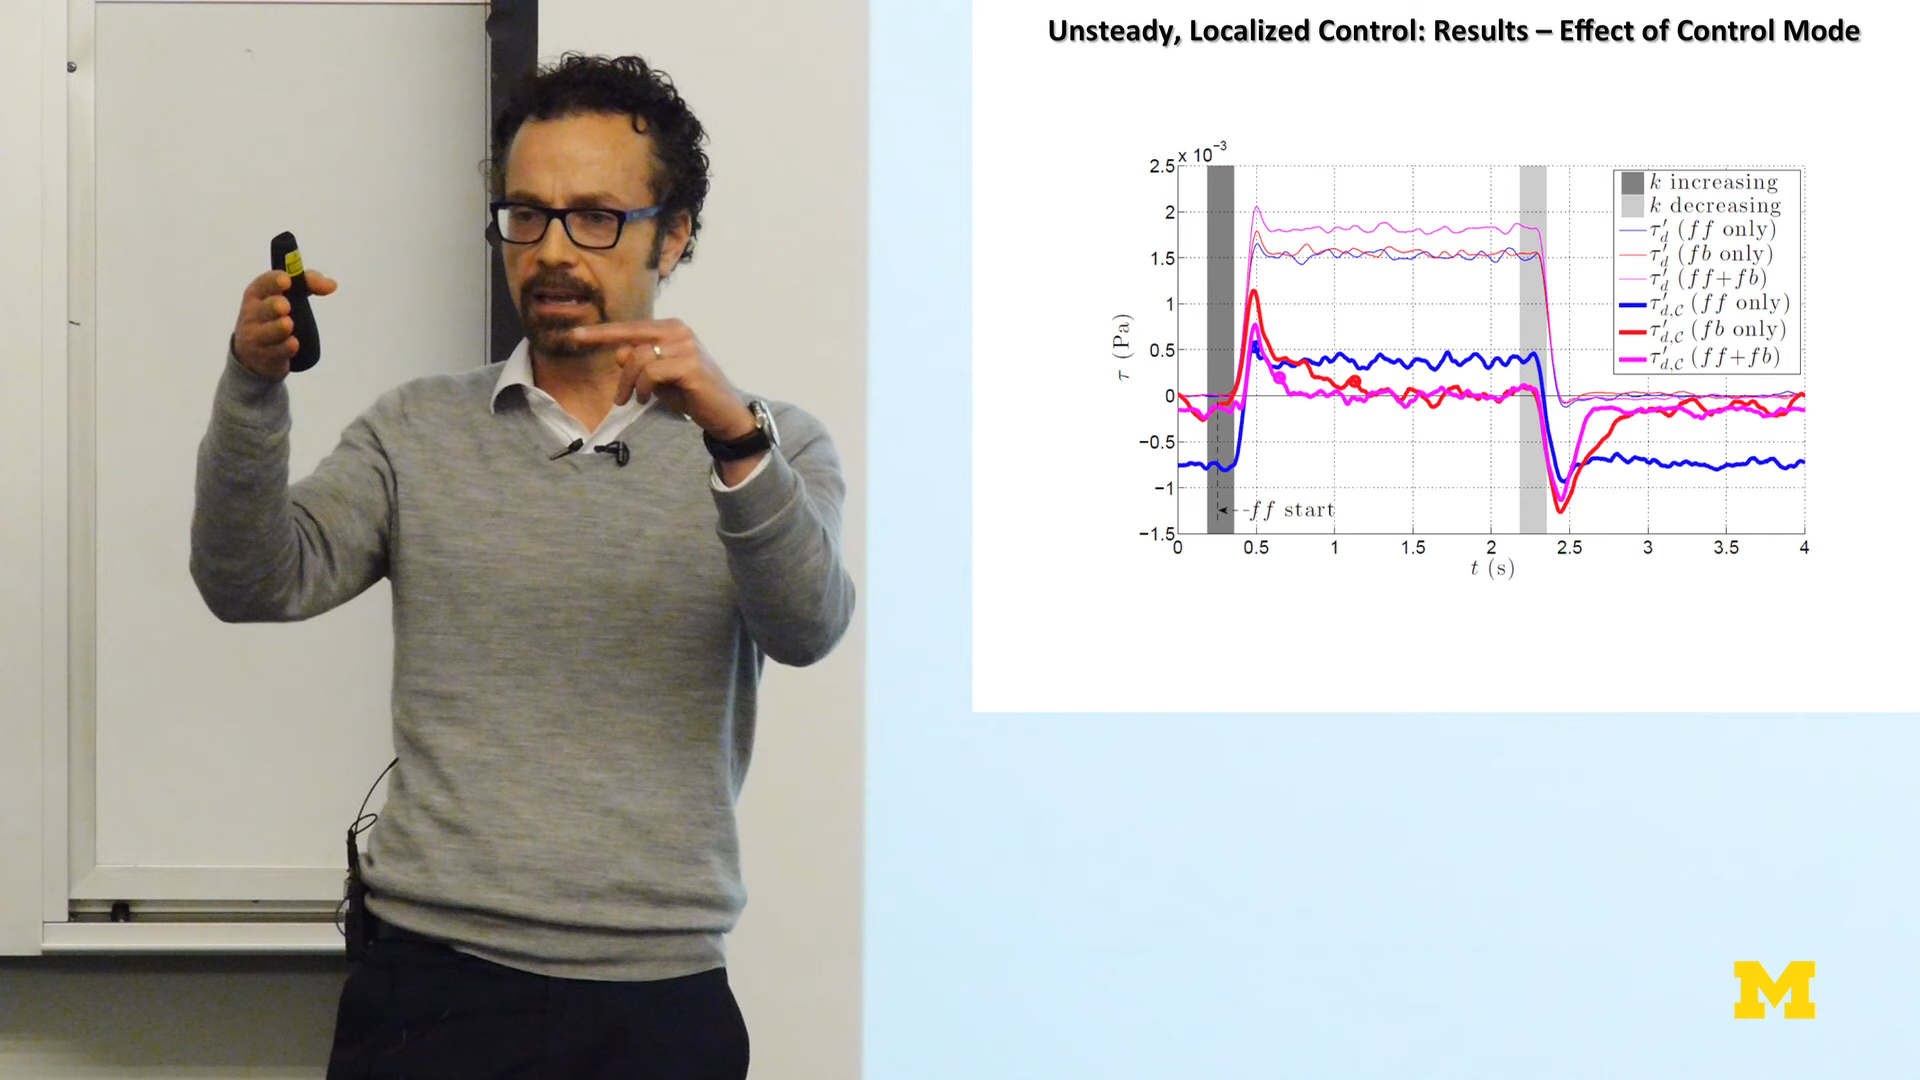 Unsteady, Localized Control: Results – Effect of Control Mode
x 10⁻³
2.5
2
1.5
1
0.5
0
−0.5
−1
−1.5
τ (Pa)
0 0.5 1 1.5 2 2.5 3 3.5 4
t (s)
ff start
k increasing
k decreasing
τ′d (ff only)
τ′d (fb only)
τ′d (ff+fb)
τ′d,C (ff only)
τ′d,C (fb only)
τ′d,C (ff+fb)
M